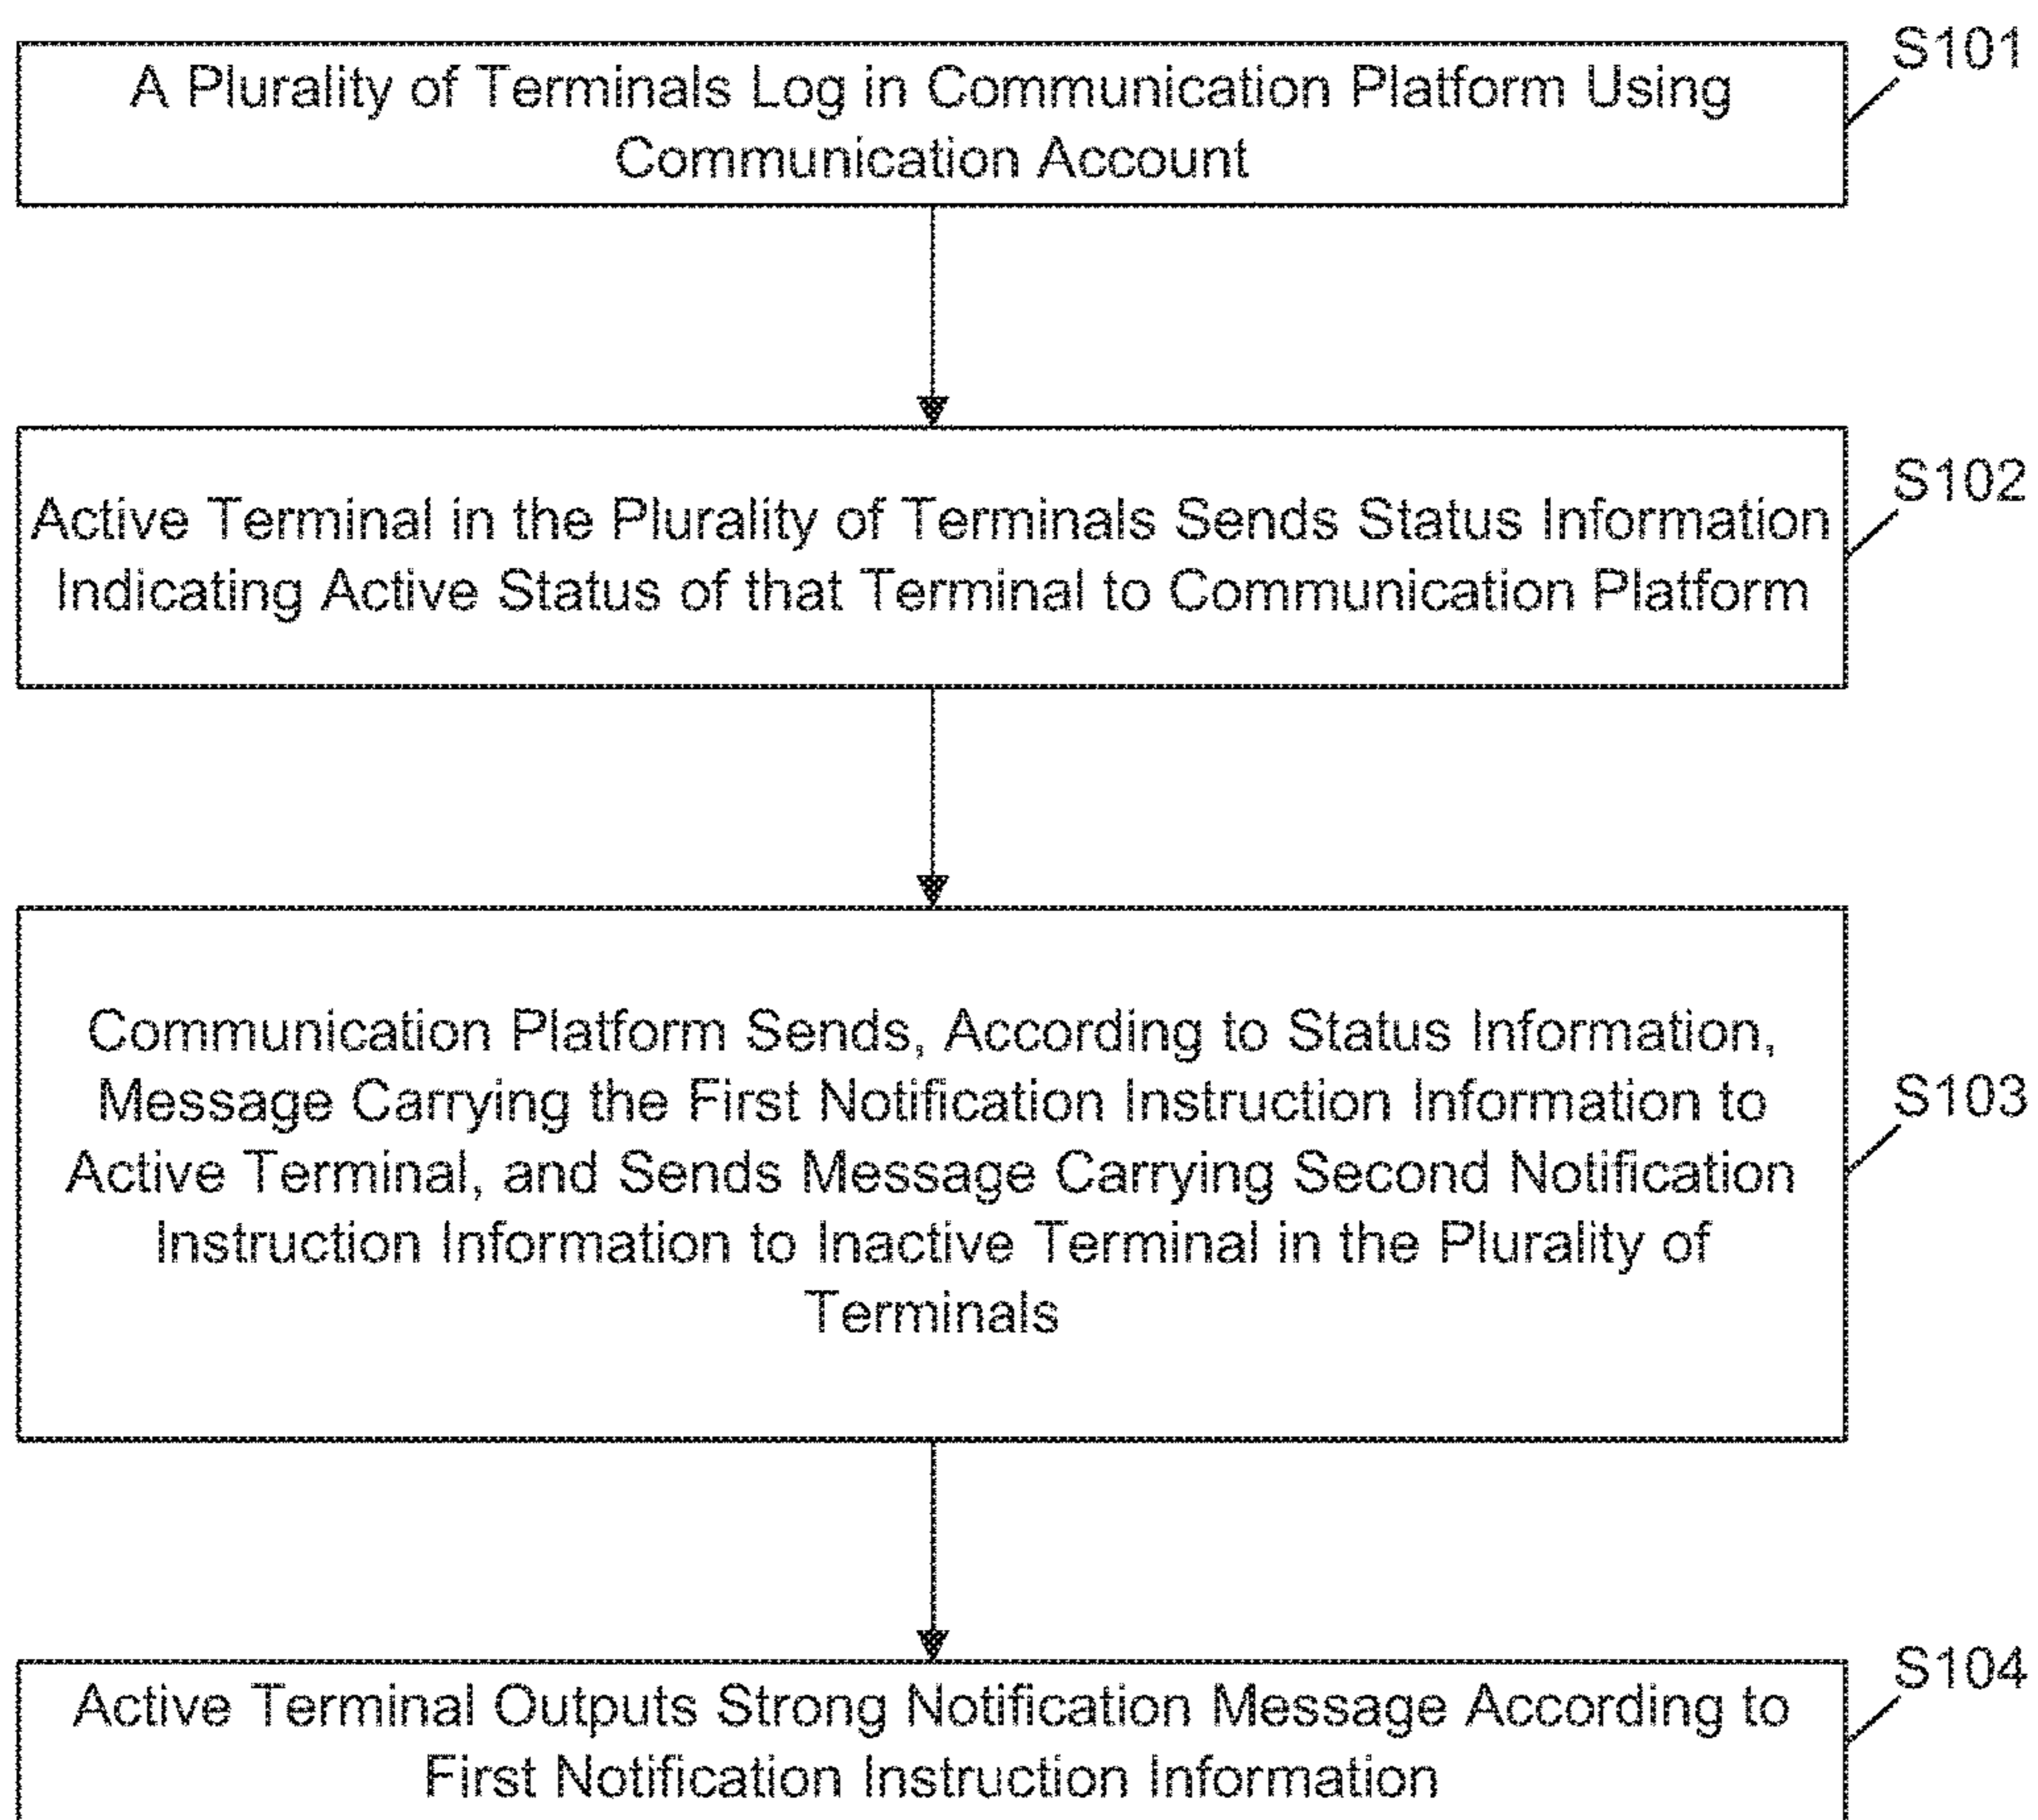 S101
A Plurality of Terminals Log in Communication Platform Using
Communication Account
S102
Active Terminal in the Plurality of Terminals Sends Status Information
Indicating Active Status of that Terminal to Communication Platform
Communication Platform Sends, According to Status Information,
Message Carrying the First Notification Instruction Information to
S103
Active Terminal, and Sends Message Carrying Second Notification
Instruction Information to Inactive Terminal in the Plurality of
Terminals
S104
Active Terminal Outputs Strong Notification Message According to
First Notification Instruction Information